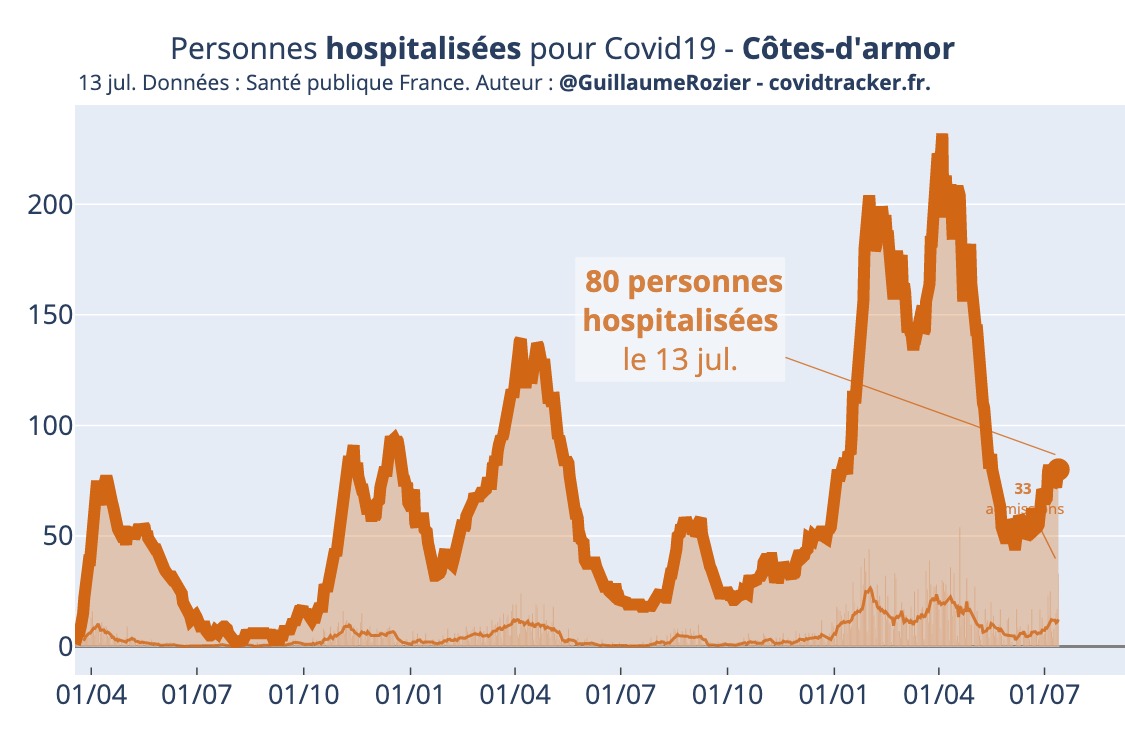 Personnes hospitalisées pour Covid19 - Côtes-d'armor
13 jul. Données : Santé publique France. Auteur : @GuillaumeRozier - covidtracker.fr.
200
150
100
50
0
80 personnes
hospitalisées
le 13 jul.
33
admissions
01/04 01/07 01/10 01/01 01/04 01/07 01/10 01/01 01/04 01/07